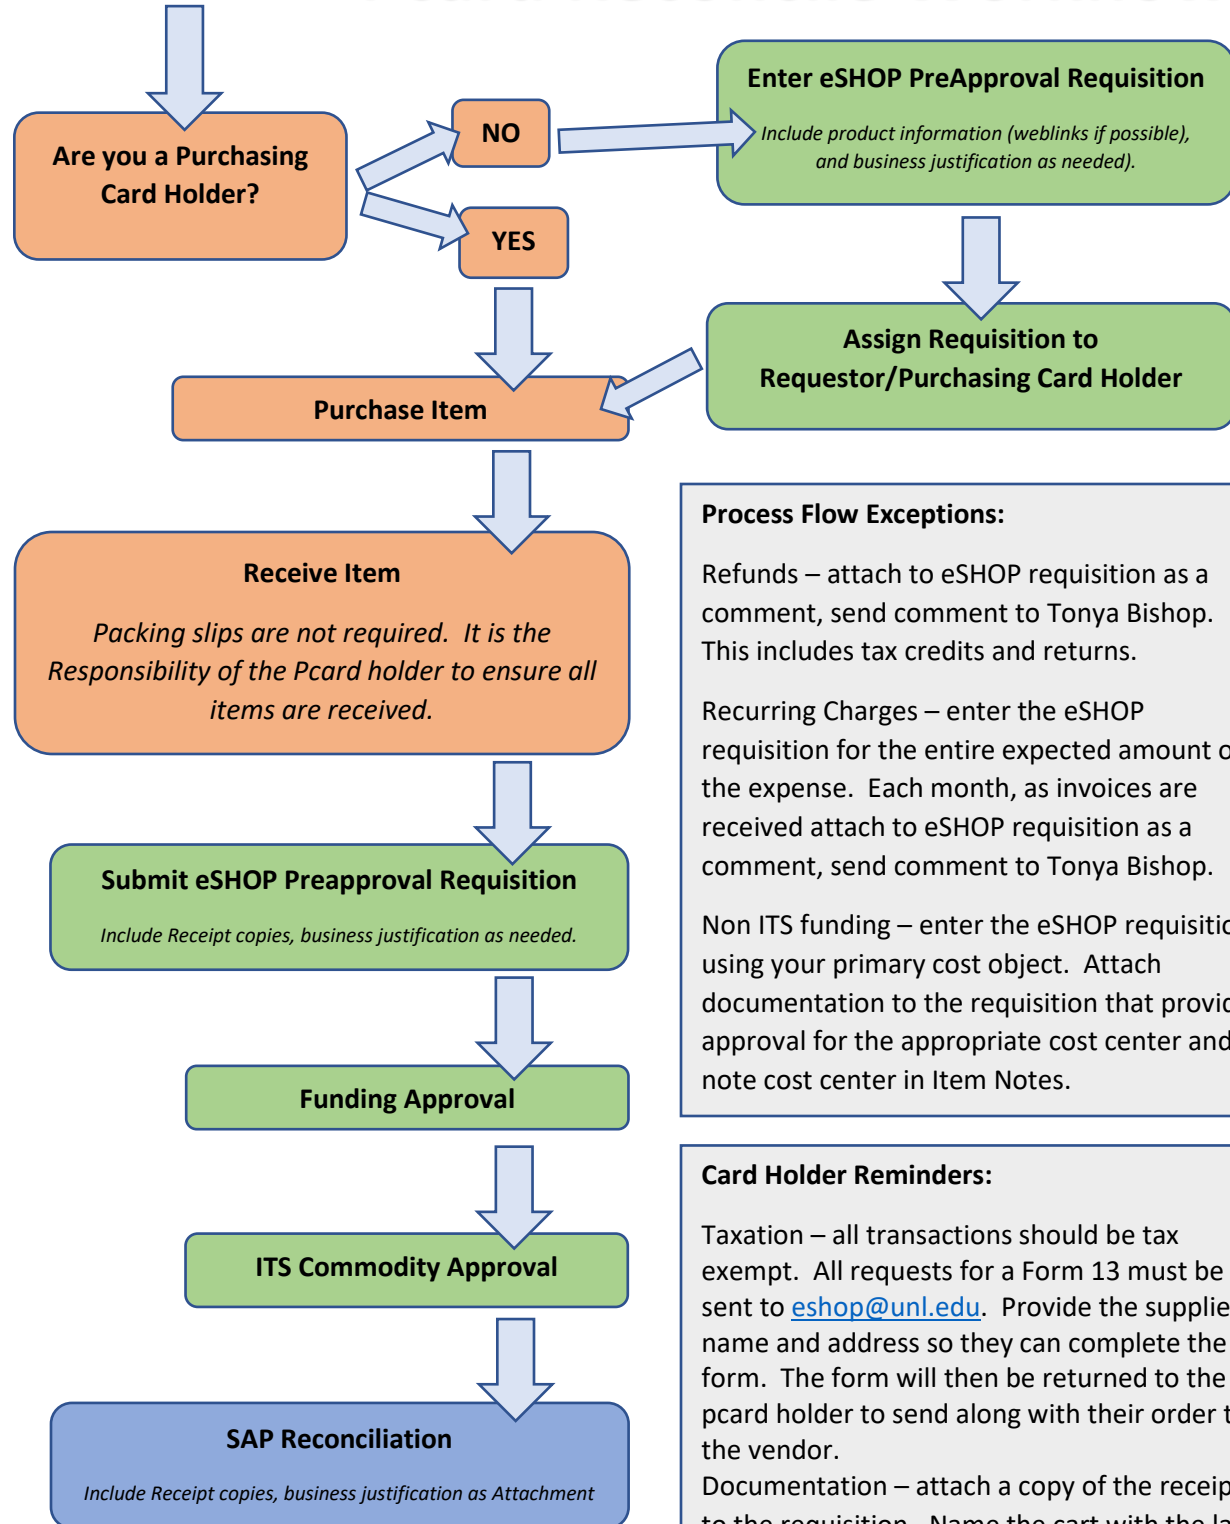 Are you a Purchasing
Card Holder?
NO
YES
Enter eSHOP PreApproval Requisition
Include product information (weblinks if possible),
and business justification as needed).
Assign Requisition to
Requestor/Purchasing Card Holder
Purchase Item
Receive Item
Packing slips are not required. It is the
Responsibility of the Pcard holder to ensure all
items are received.
Submit eSHOP Preapproval Requisition
Include Receipt copies, business justification as needed.
Funding Approval
ITS Commodity Approval
SAP Reconciliation
Include Receipt copies, business justification as Attachment
Process Flow Exceptions:
Refunds – attach to eSHOP requisition as a
comment, send comment to Tonya Bishop.
This includes tax credits and returns.
Recurring Charges – enter the eSHOP
requisition for the entire expected amount
the expense. Each month, as invoices are
received attach to eSHOP requisition as a
comment, send comment to Tonya Bishop.
Non ITS funding – enter the eSHOP
using your primary cost object. Attach
documentation to the requisition that
approval for the appropriate cost center and
note cost center in Item Notes.
Card Holder Reminders:
Taxation – all transactions should be tax
exempt. All requests for a Form 13 must be
sent to eshop@unl.edu. Provide the
name and address so they can complete the
form. The form will then be returned to the
pcard holder to send along with their order
the vendor.
Documentation – attach a copy of the
to the requisition. Name the cart with the